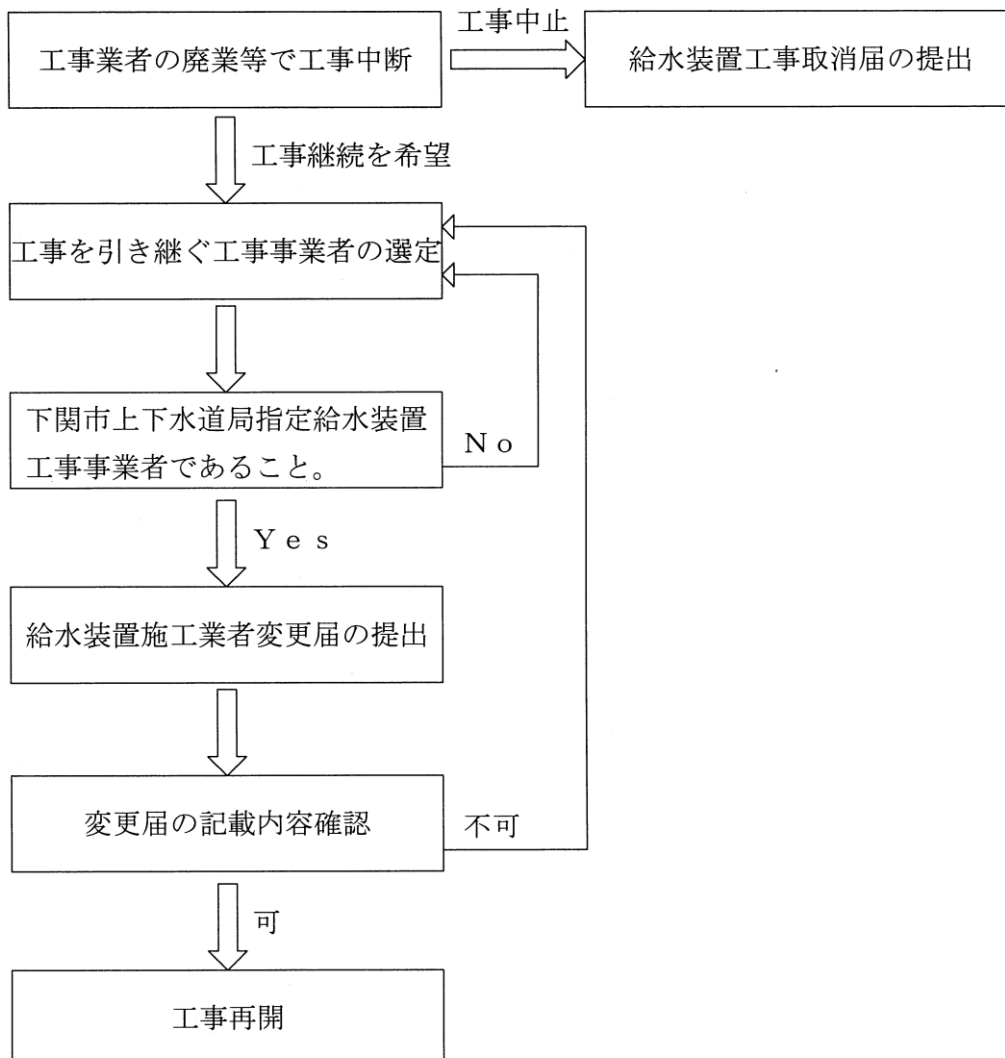 工事業者の廃業等で工事中断
工事中止
給水装置工事取消届の提出
工事継続を希望
工事を引き継ぐ工事事業者の選定
下関市上下水道局指定給水装置
工事事業者であること。
No
Yes
給水装置施工業者変更届の提出
変更届の記載内容確認
不可
可
工事再開